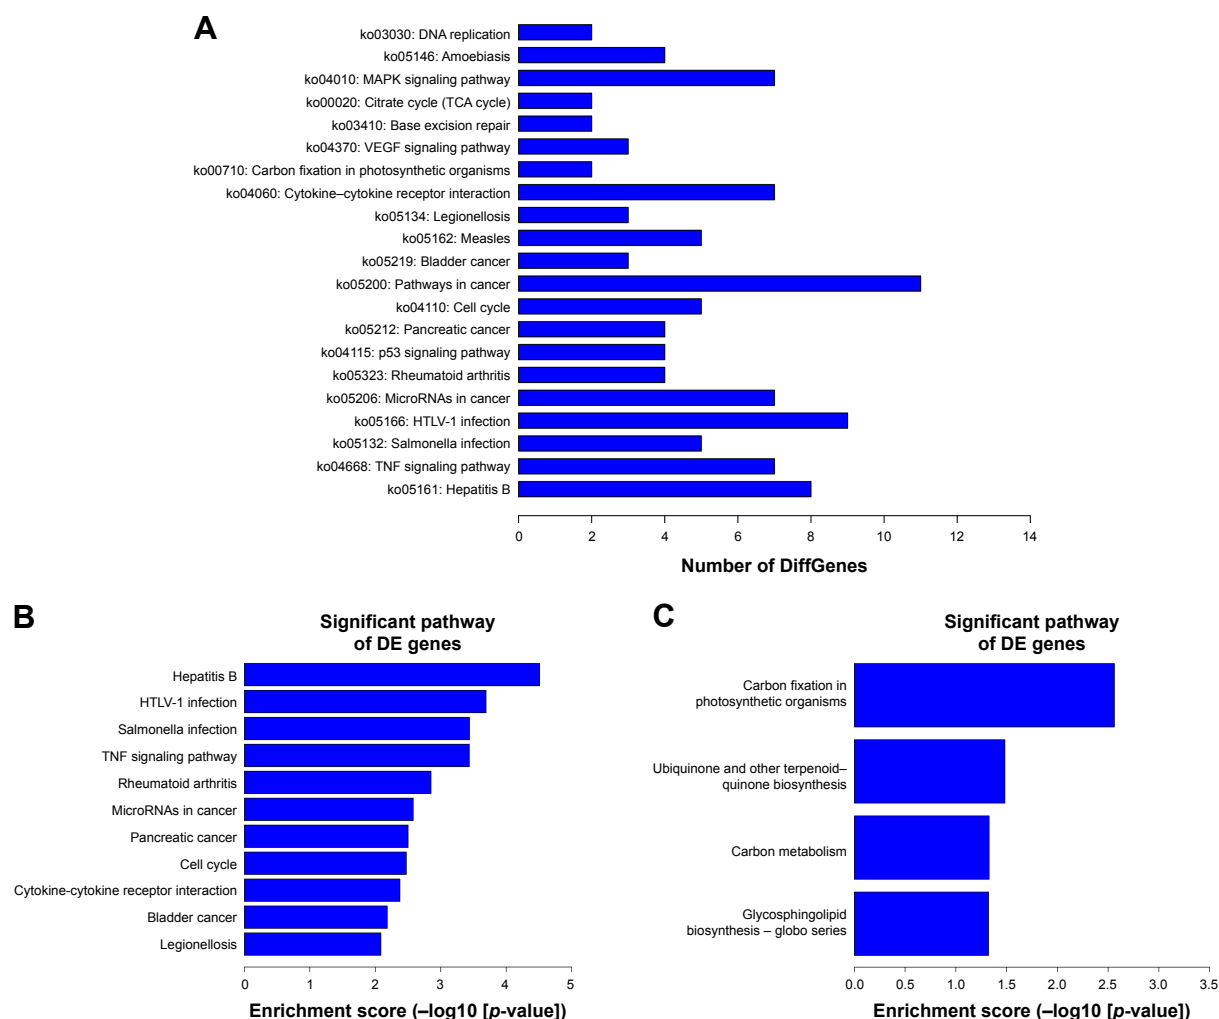 A
ko03030: DNA replication
ko05146: Amoebiasis
ko04010: MAPK signaling pathway
ko00020: Citrate cycle (TCA cycle)
ko03410: Base excision repair
ko04370: VEGF signaling pathway
ko00710: Carbon fixation in photosynthetic organisms
ko04060: Cytokine–cytokine receptor interaction
ko05134: Legionellosis
ko05162: Measles
ko05219: Bladder cancer
ko05200: Pathways in cancer
ko04110: Cell cycle
ko05212: Pancreatic cancer
ko04115: p53 signaling pathway
ko05323: Rheumatoid arthritis
ko05206: MicroRNAs in cancer
ko05166: HTLV-1 infection
ko05132: Salmonella infection
ko04668: TNF signaling pathway
ko05161: Hepatitis B
0 2 4 6 8 10 12 14
Number of DiffGenes
B
Significant pathway
of DE genes
Hepatitis B
HTLV-1 infection
Salmonella infection
TNF signaling pathway
Rheumatoid arthritis
MicroRNAs in cancer
Pancreatic cancer
Cell cycle
Cytokine-cytokine receptor interaction
Bladder cancer
Legionellosis
0 1 2 3 4 5
Enrichment score (–log10 [p-value])
C
Significant pathway
of DE genes
Carbon fixation in
photosynthetic organisms
Ubiquinone and other terpenoid–
quinone biosynthesis
Carbon metabolism
Glycosphingolipid
biosynthesis – globo series
0.0 0.5 1.0 1.5 2.0 2.5 3.0 3.5
Enrichment score (–log10 [p-value])